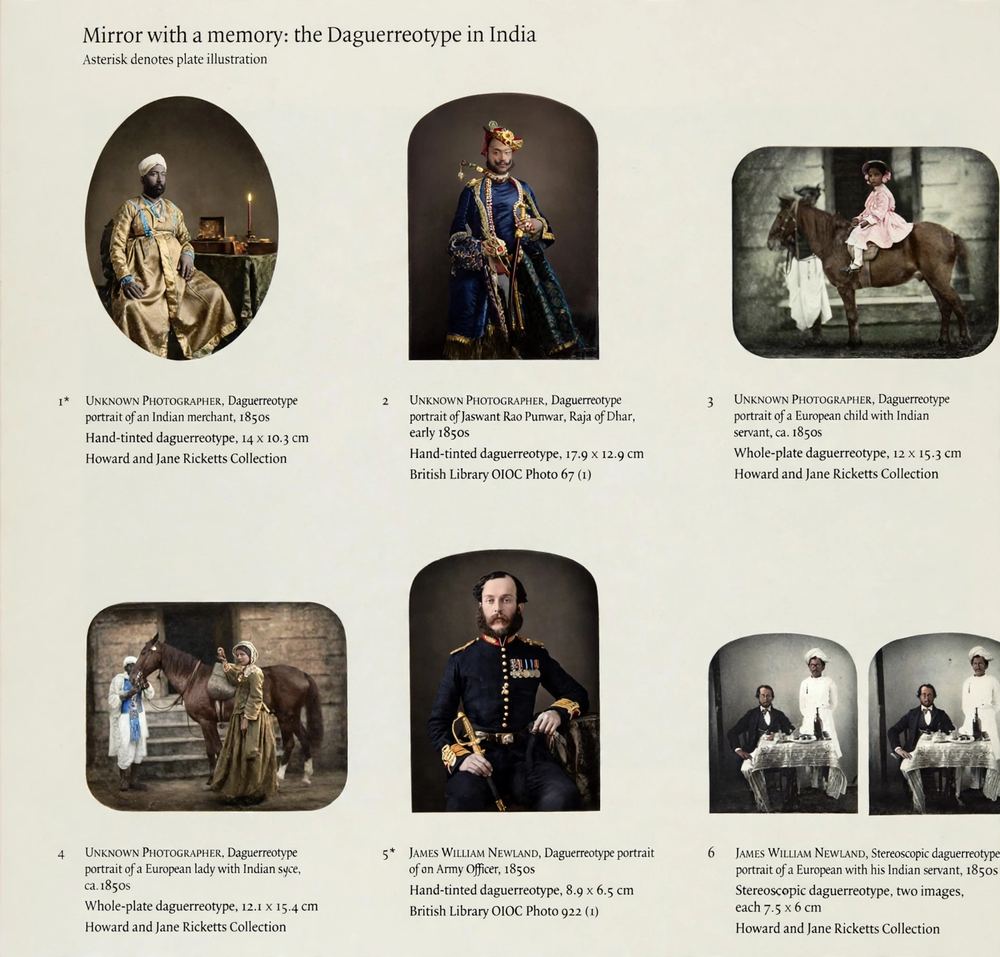 Mirror with a memory: the Daguerreotype in India
Asterisk denotes plate illustration
1* UNKNOWN PHOTOGRAPHER, Daguerreotype
portrait of an Indian merchant, 1850s
Hand-tinted daguerreotype, 14 x 10.3 cm
Howard and Jane Ricketts Collection
2 UNKNOWN PHOTOGRAPHER, Daguerreotype
portrait of Jaswant Rao Punwar, Raja of Dhar,
early 1850s
Hand-tinted daguerreotype, 17.9 x 12.9 cm
British Library OIOC Photo 67 (1)
3 UNKNOWN PHOTOGRAPHER, Daguerreotype
portrait of a European child with Indian
servant, ca. 1850s
Whole-plate daguerreotype, 12 x 15.3 cm
Howard and Jane Ricketts Collection
4 UNKNOWN PHOTOGRAPHER, Daguerreotype
portrait of a European lady with Indian syce,
ca. 1850s
Whole-plate daguerreotype, 12.1 x 15.4 cm
Howard and Jane Ricketts Collection
5* JAMES WILLIAM NEWLAND, Daguerreotype portrait
of an Army Officer, 1850s
Hand-tinted daguerreotype, 8.9 x 6.5 cm
British Library OIOC Photo 922 (1)
6 JAMES WILLIAM NEWLAND, Stereoscopic daguerreotype
portrait of a European with his Indian servant, 1850s
Stereoscopic daguerreotype, two images,
each 7.5 x 6 cm
Howard and Jane Ricketts Collection